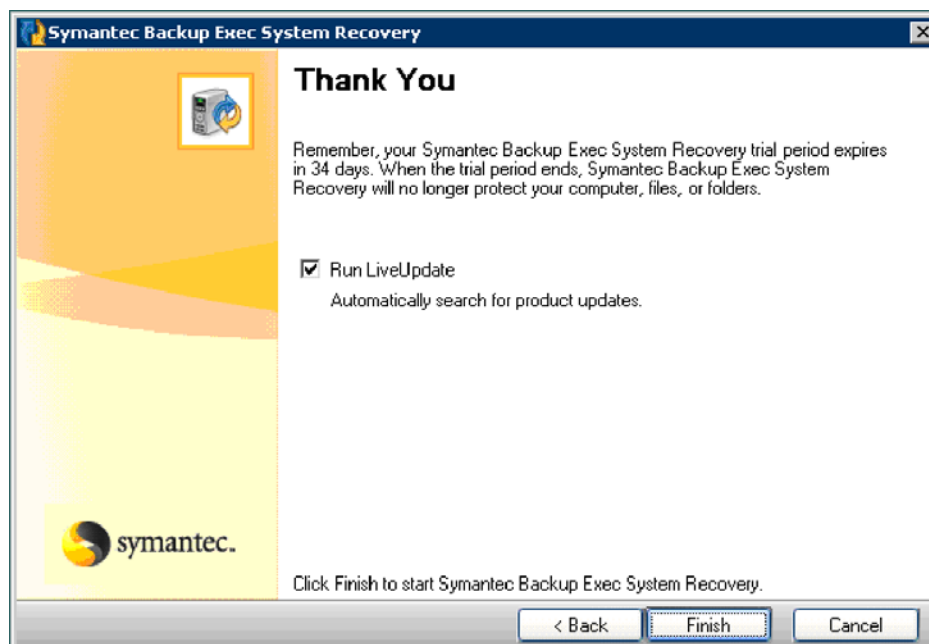 Symantec Backup Exec System Recovery
Thank You
Remember, your Symantec Backup Exec System Recovery trial period expires
in 34 days. When the trial period ends, Symantec Backup Exec System
Recovery will no longer protect your computer, files, or folders.
Run LiveUpdate
Automatically search for product updates.
symantec.
Click Finish to start Symantec Backup Exec System Recovery.
< Back
Finish
Cancel